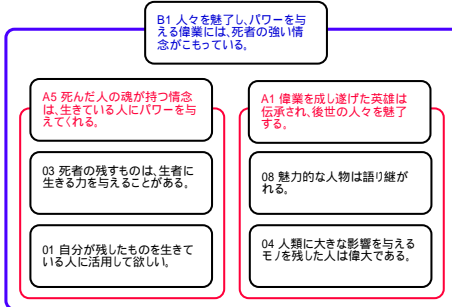 B1 人々を魅了し、パワーを与
える偉業には、死者の強い情
念がこもっている。
A5 死んだ人の魂が持つ情念
は、生きている人にパワーを与
えてくれる。
03 死者の残すものは、生者に
生きる力を与えることがある。
01 自分が残したものを生きて
いる人に活用して欲しい。
A1 偉業を成し遂げた英雄は
伝承され、後世の人々を魅了
する。
08 魅力的な人物は語り継が
れる。
04 人類に大きな影響を与える
モノを残した人は偉大である。